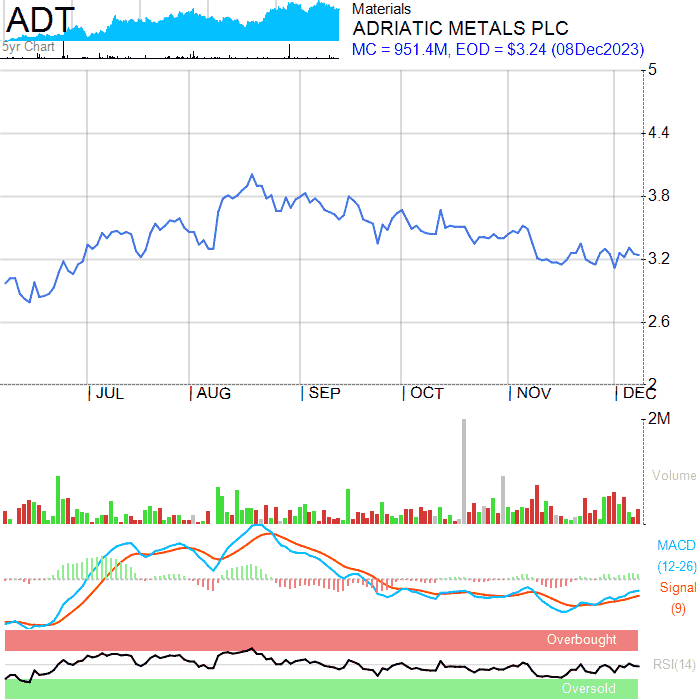 ADT
5yr Chart
Materials
ADRIATIC METALS PLC
MC = 951.4M, EOD = $3.24 (08Dec2023)
5
4.4
3.8
3.2
2.6
2
JUL AUG SEP OCT NOV DEC
2M
Volume
MACD
(12-26)
Signal
(9)
Overbought
RSI(14)
Oversold